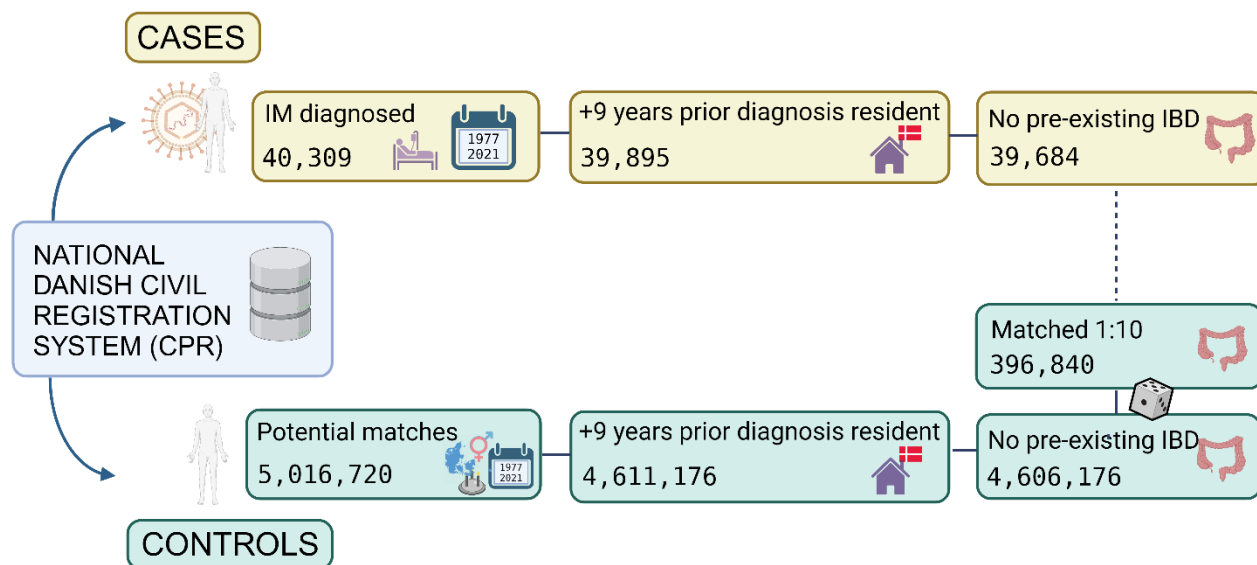 CASES
IM diagnosed
40,309
1977
2021
+9 years prior diagnosis resident
39,895
No pre-existing IBD
39,684
NATIONAL
DANISH CIVIL
REGISTRATION
SYSTEM (CPR)
Matched 1:10
396,840
Potential matches
5,016,720
1977
2021
+9 years prior diagnosis resident
4,611,176
No pre-existing IBD
4,606,176
CONTROLS